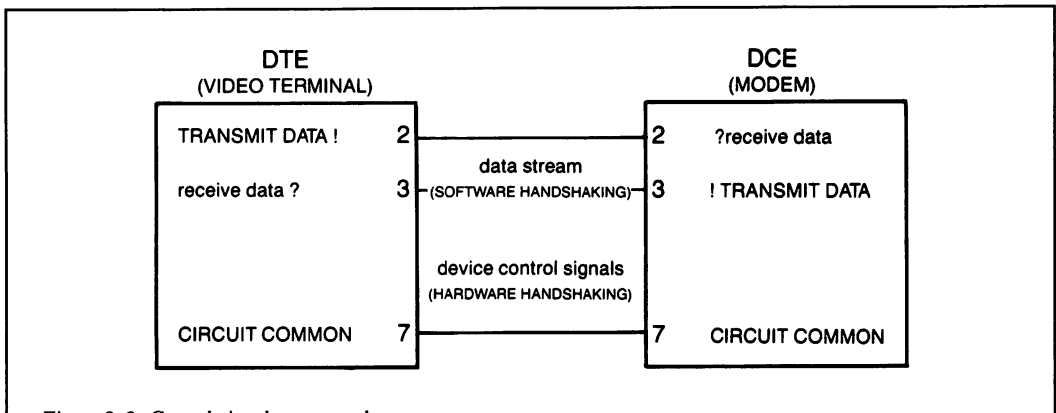 DTE
(VIDEO TERMINAL)
DCE
(MODEM)
TRANSMIT DATA ! 2
2 ?receive data
data stream
receive data ? 3
(SOFTWARE HANDSHAKING)
3 ! TRANSMIT DATA
device control signals
(HARDWARE HANDSHAKING)
CIRCUIT COMMON 7
7 CIRCUIT COMMON